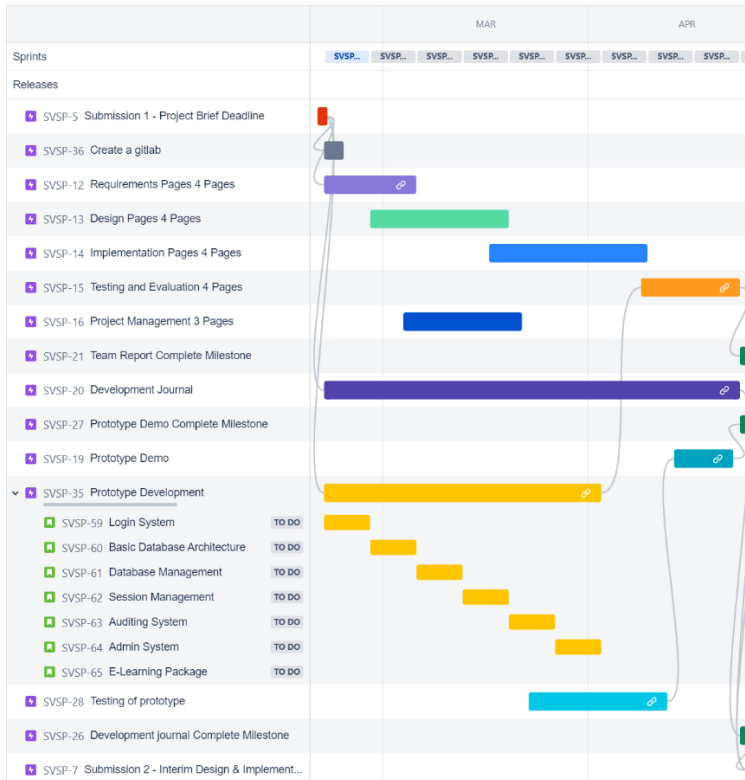 MAR APR
Sprints SVSP... SVSP... SVSP... SVSP... SVSP... SVSP... SVSP... SVSP... SVSP...
Releases
SVSP-5 Submission 1 - Project Brief Deadline
SVSP-36 Create a gitlab
SVSP-12 Requirements Pages 4 Pages
SVSP-13 Design Pages 4 Pages
SVSP-14 Implementation Pages 4 Pages
SVSP-15 Testing and Evaluation 4 Pages
SVSP-16 Project Management 3 Pages
SVSP-21 Team Report Complete Milestone
SVSP-20 Development Journal
SVSP-27 Prototype Demo Complete Milestone
SVSP-19 Prototype Demo
SVSP-35 Prototype Development
SVSP-59 Login System TO DO
SVSP-60 Basic Database Architecture TO DO
SVSP-61 Database Management TO DO
SVSP-62 Session Management TO DO
SVSP-63 Auditing System TO DO
SVSP-64 Admin System TO DO
SVSP-65 E-Learning Package TO DO
SVSP-28 Testing of prototype
SVSP-26 Development journal Complete Milestone
SVSP-7 Submission 2 - Interim Design & Implement...